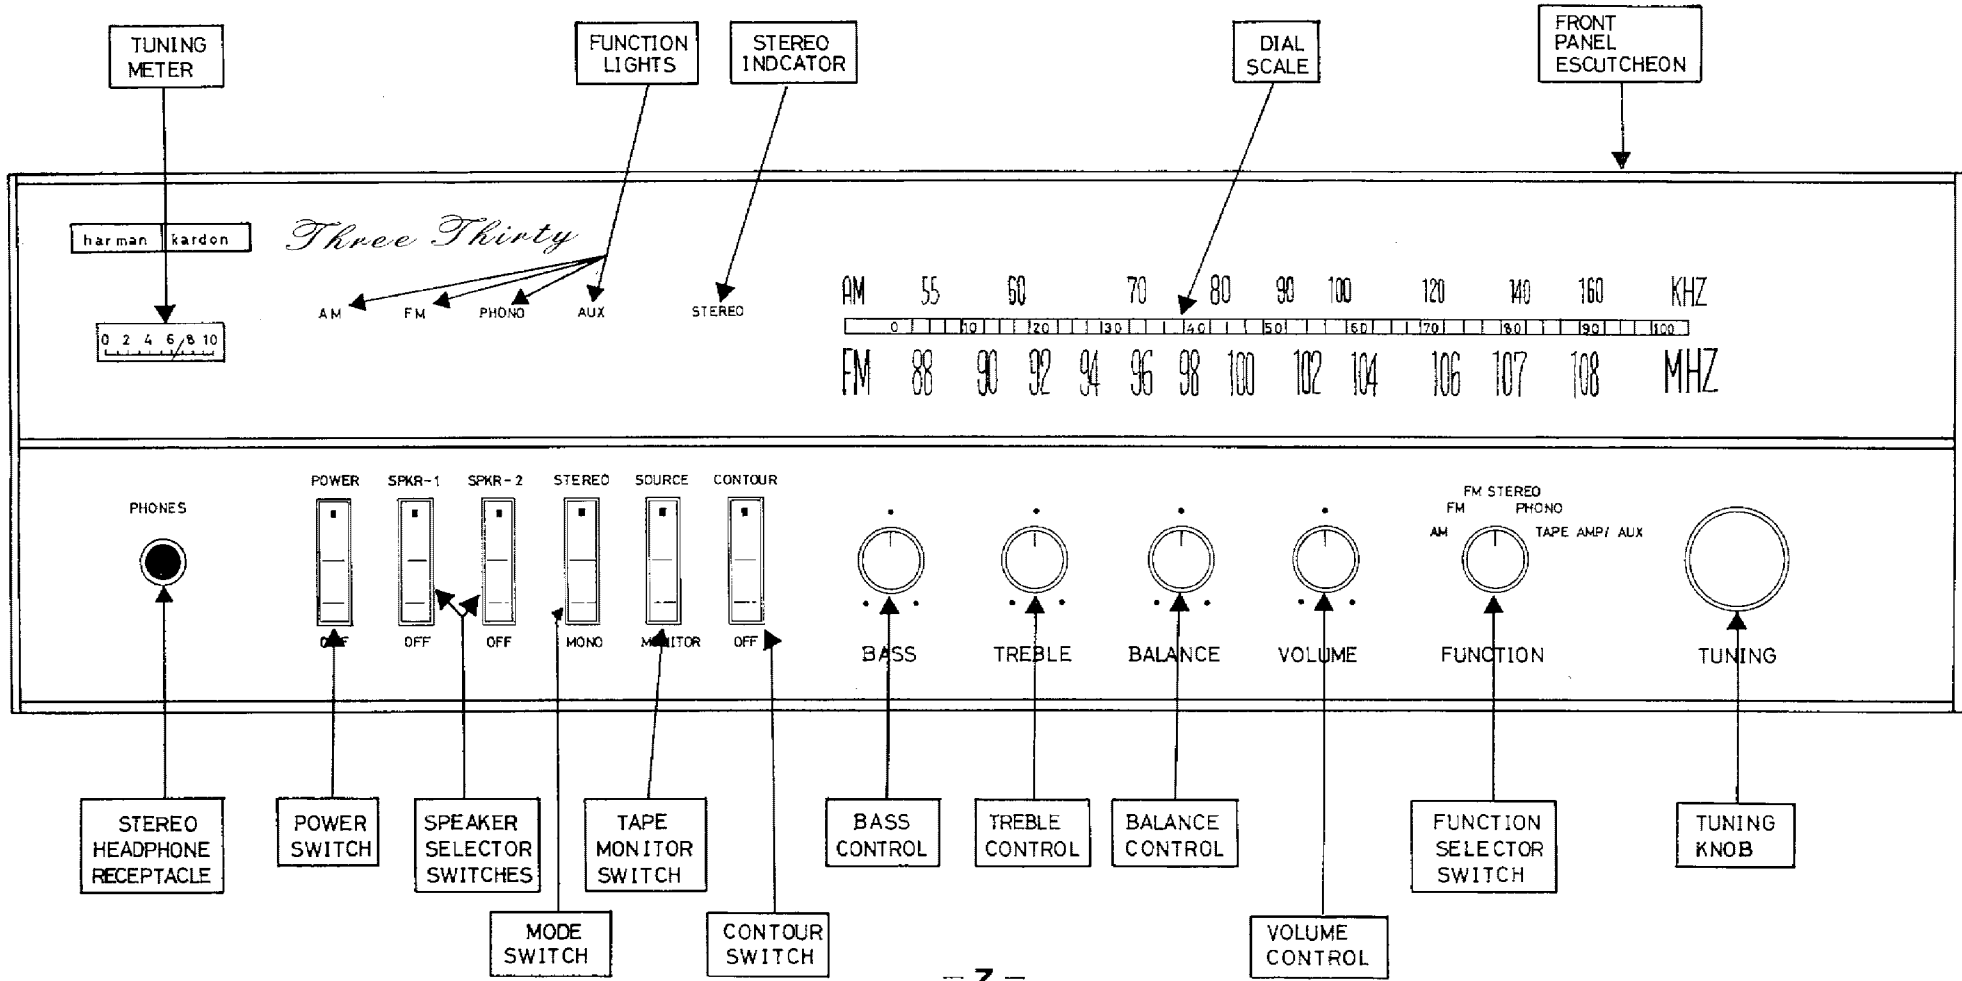 TUNING
METER
FUNCTION
LIGHTS
STEREO
INDCATOR
DIAL
SCALE
FRONT
PANEL
ESCUTCHEON
harman kardon
Three Thirty
AM FM PHONO AUX STEREO
0 2 4 6 8 10
AM 55 60 70 80 90 100 120 140 160 KHZ
0 10 20 30 40 50 60 70 80 90 100
FM 88 90 92 94 96 98 100 102 104 106 107 108 MHZ
PHONES
POWER SPKR-1 SPKR-2 STEREO SOURCE CONTOUR
OFF OFF OFF MONO MONITOR OFF
FM STEREO
FM PHONO
AM TAPE AMP/ AUX
BASS TREBLE BALANCE VOLUME FUNCTION TUNING
STEREO
HEADPHONE
RECEPTACLE
POWER
SWITCH
SPEAKER
SELECTOR
SWITCHES
TAPE
MONITOR
SWITCH
BASS
CONTROL
TREBLE
CONTROL
BALANCE
CONTROL
FUNCTION
SELECTOR
SWITCH
TUNING
KNOB
MODE
SWITCH
CONTOUR
SWITCH
VOLUME
CONTROL